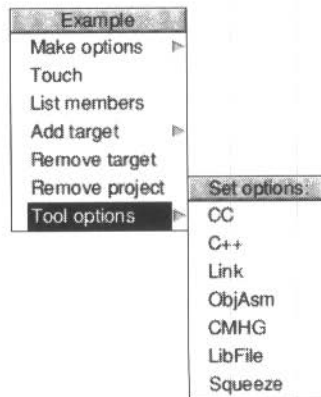 Example
Make options
Touch
List members
Add target
Remove target
Remove project
Tool options
Set options:
CC
C++
Link
ObjAsm
CMHG
LibFile
Squeeze